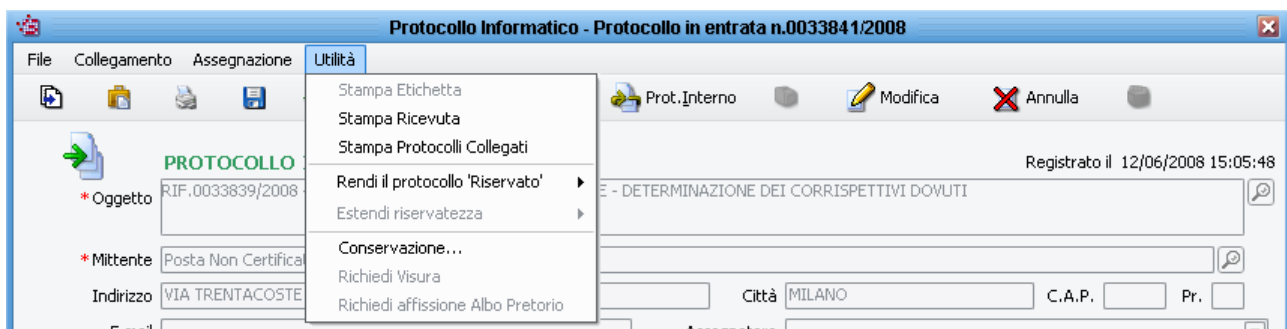 Protocollo Informatico - Protocollo in entrata n.0033841/2008
File Collegamento Assegnazione Utilità
Prot.Interno Modifica Annulla
Stampa Etichetta
Stampa Ricevuta
Stampa Protocolli Collegati
Rendi il protocollo 'Riservato'
Estendi riservatezza
Conservazione...
Richiedi Visura
Richiedi affissione Albo Pretorio
PROTOCOLLO
Registrato il 12/06/2008 15:05:48
*Oggetto RIF.0033839/2008 - DETERMINAZIONE DEI CORRISPETTIVI DOVUTI
*Mittente Posta Non Certificat
Indirizzo VIA TRENTACOSTE Città MILANO C.A.P. Pr.